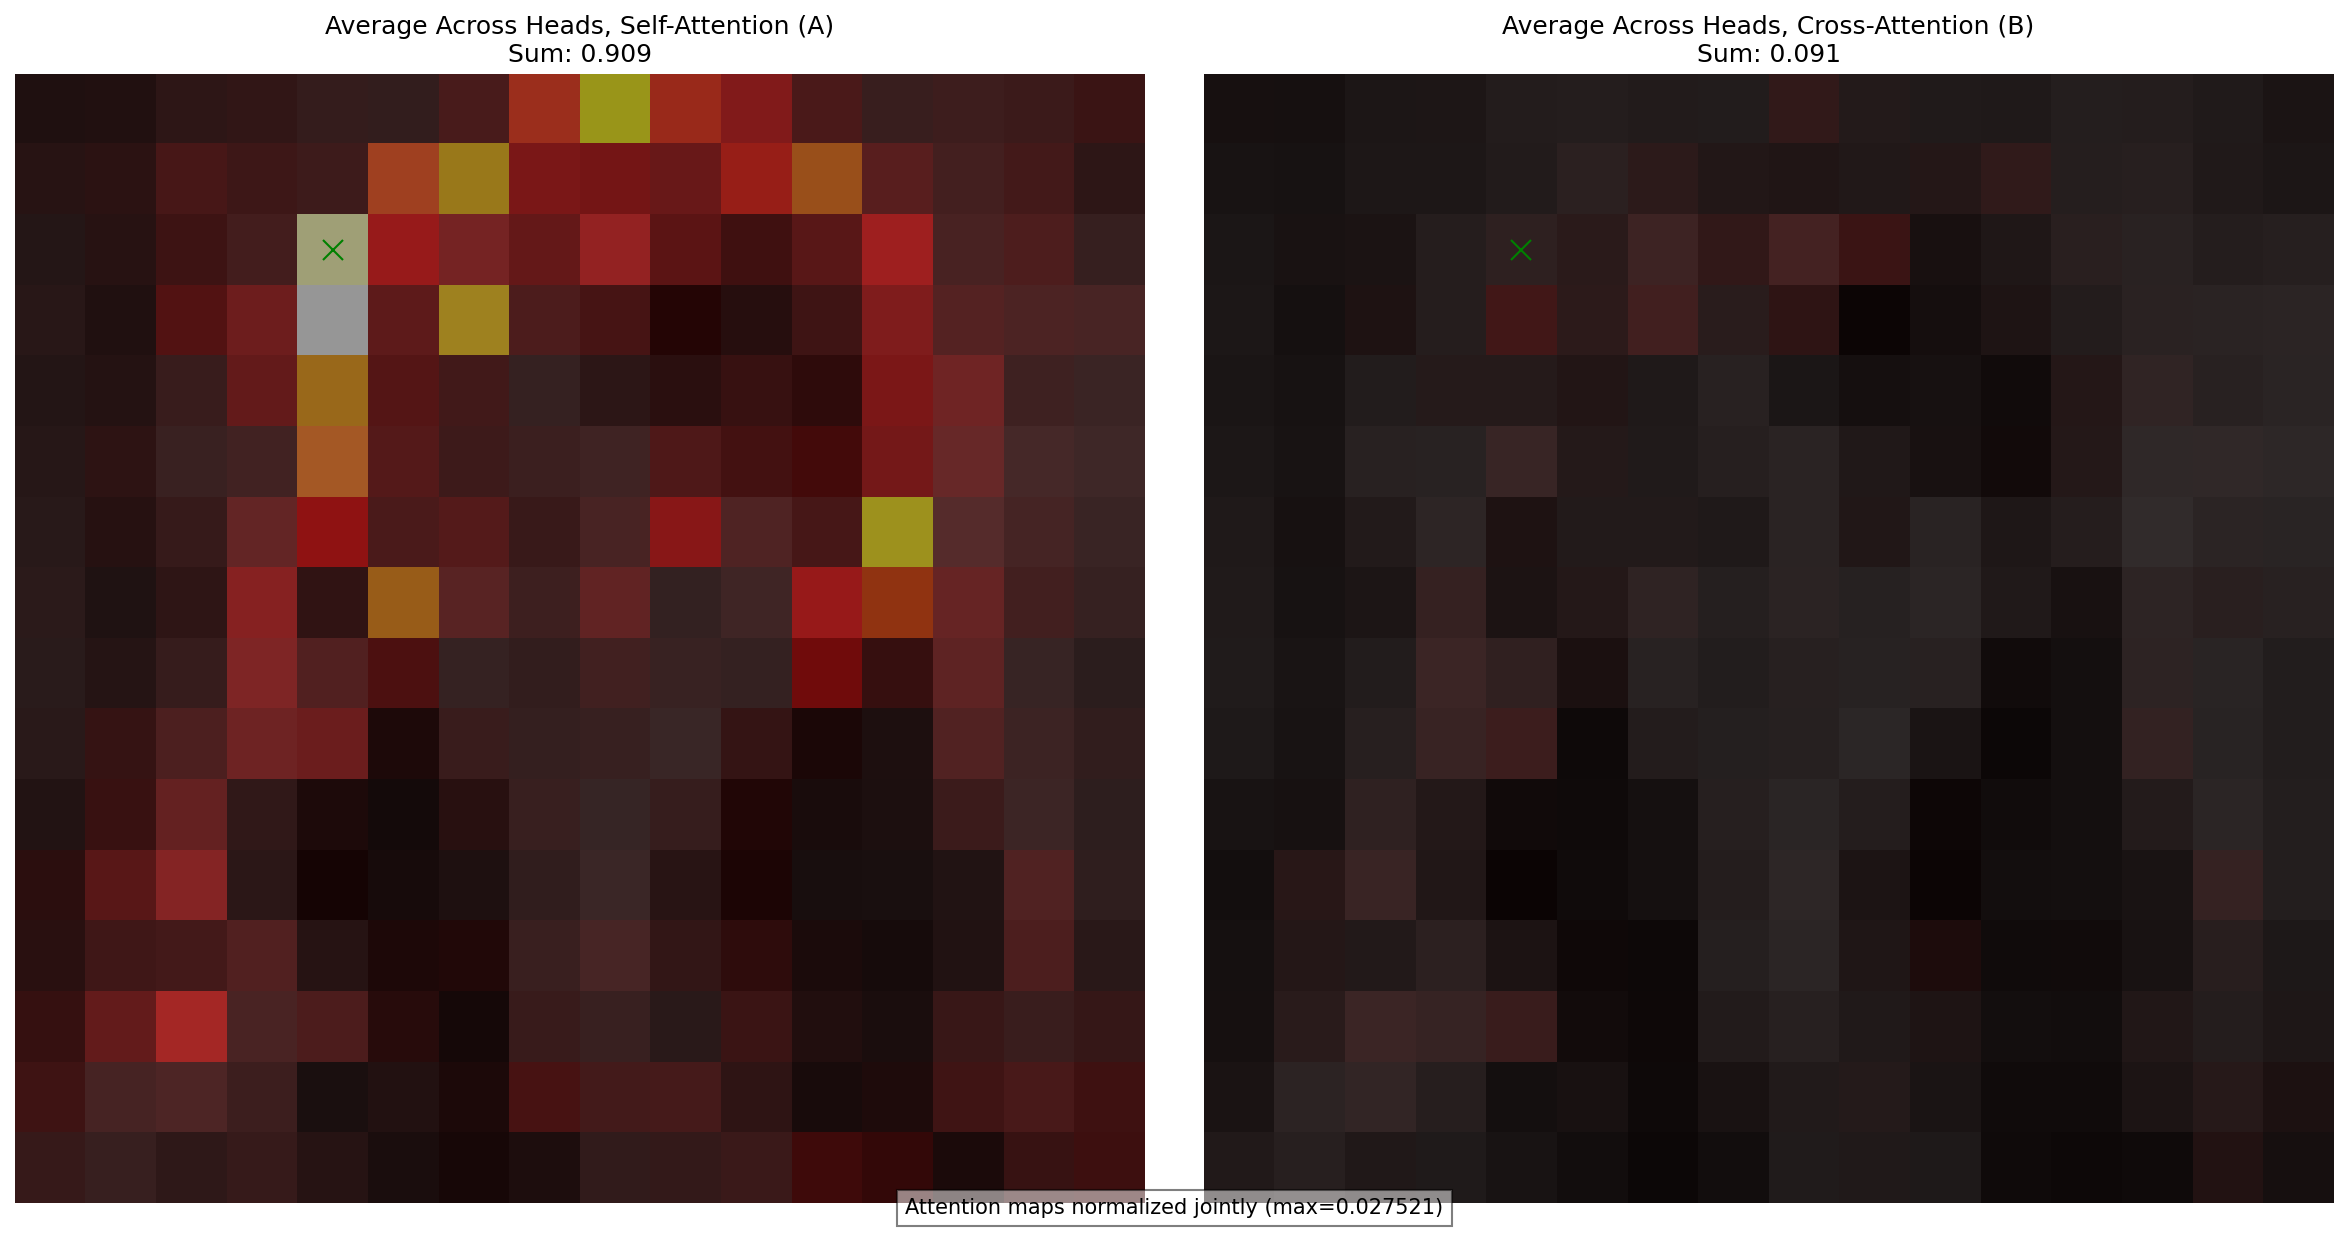 Average Across Heads, Self-Attention (A)
Sum: 0.909
Average Across Heads, Cross-Attention (B)
Sum: 0.091
Attention maps normalized jointly (max=0.027521)